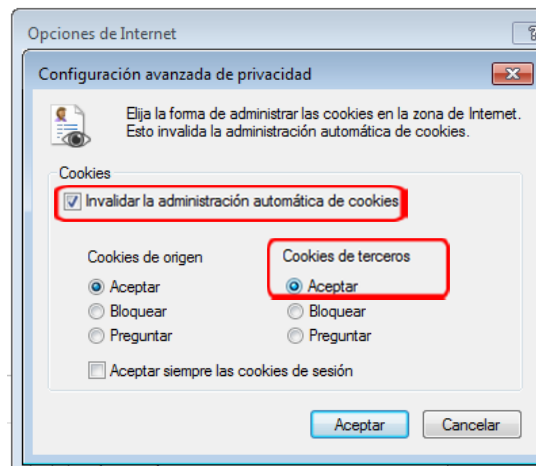 Opciones de Internet
?
Configuración avanzada de privacidad
Elija la forma de administrar las cookies en la zona de Internet.
Esto invalida la administración automática de cookies.
Cookies
Invalidar la administración automática de cookies
Cookies de origen
Cookies de terceros
Aceptar
Aceptar
Bloquear
Bloquear
Preguntar
Preguntar
Aceptar siempre las cookies de sesión
Aceptar
Cancelar